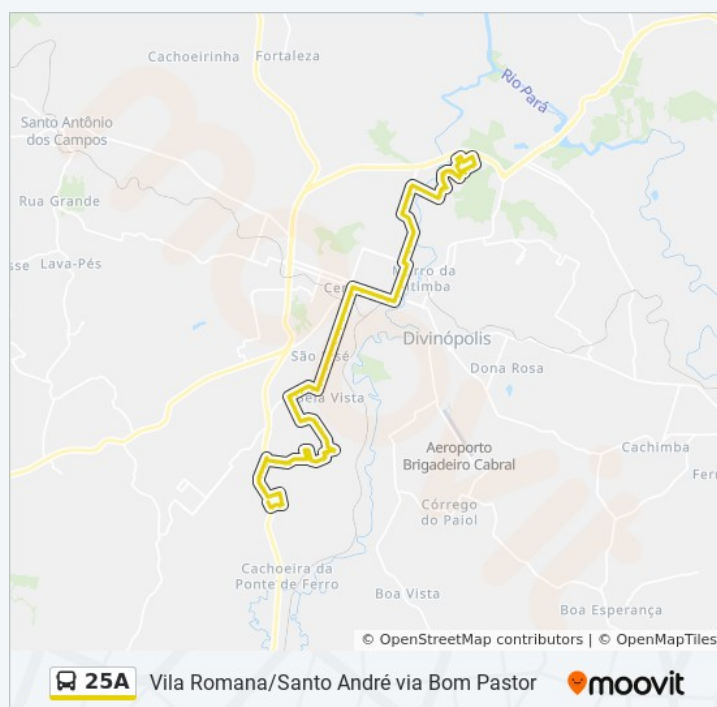 Cachoeirinha
Fortaleza
Rio Pará
Santo Antônio
dos Campos
Rua Grande
Lava-Pés
Divinópolis
São José
Dona Rosa
Bela Vista
Aeroporto
Brigadeiro Cabral
Cachimba
Córrego
do Paiol
Cachoeira da
Ponte de Ferro
Boa Vista
Boa Esperança
© OpenStreetMap contributors | © OpenMapTiles
25A Vila Romana/Santo André via Bom Pastor moovit